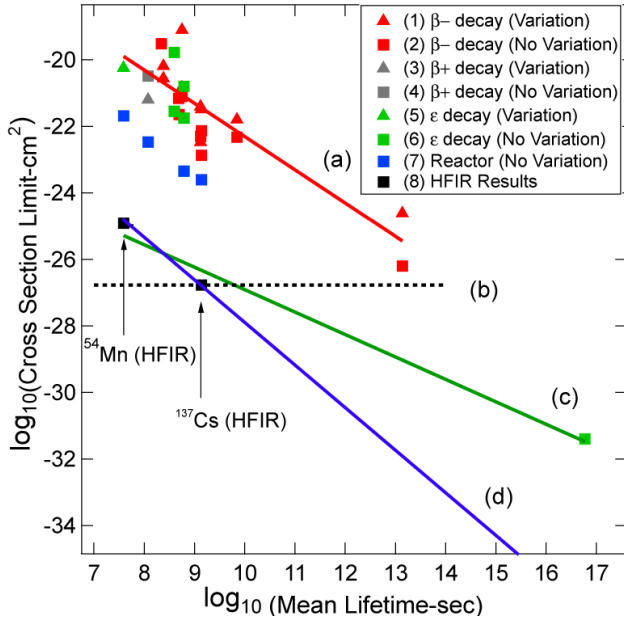 (1) β− decay (Variation)
(2) β− decay (No Variation)
(3) β+ decay (Variation)
(4) β+ decay (No Variation)
(5) ε decay (Variation)
(6) ε decay (No Variation)
(7) Reactor (No Variation)
(8) HFIR Results
log₁₀(Cross Section Limit-cm²)
-20
-22
-24
-26
-28
-30
-32
-34
(a)
(b)
(c)
(d)
⁵⁴Mn (HFIR)
¹³⁷Cs (HFIR)
7 8 9 10 11 12 13 14 15 16 17
log₁₀ (Mean Lifetime-sec)